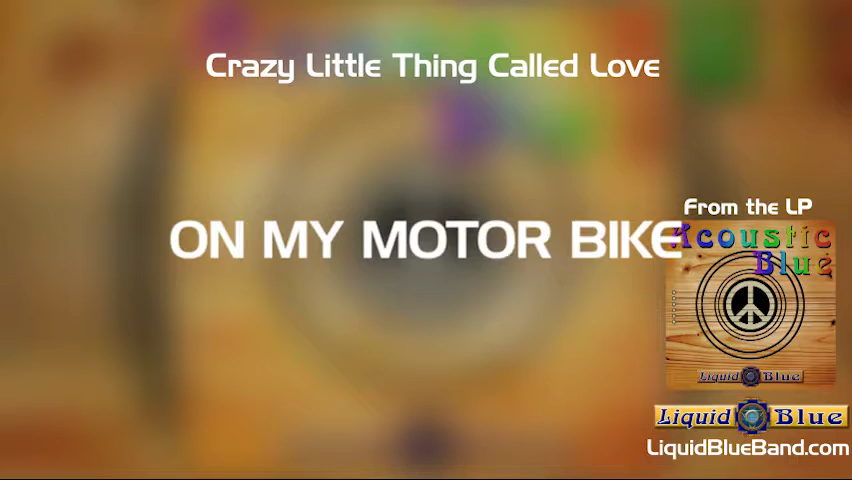 Crazy Little Thing Called Love
ON MY MOTOR BIKE
From the LP
Acoustic
Blue
Liquid Blue
Liquid Blue
LiquidBlueBand.com